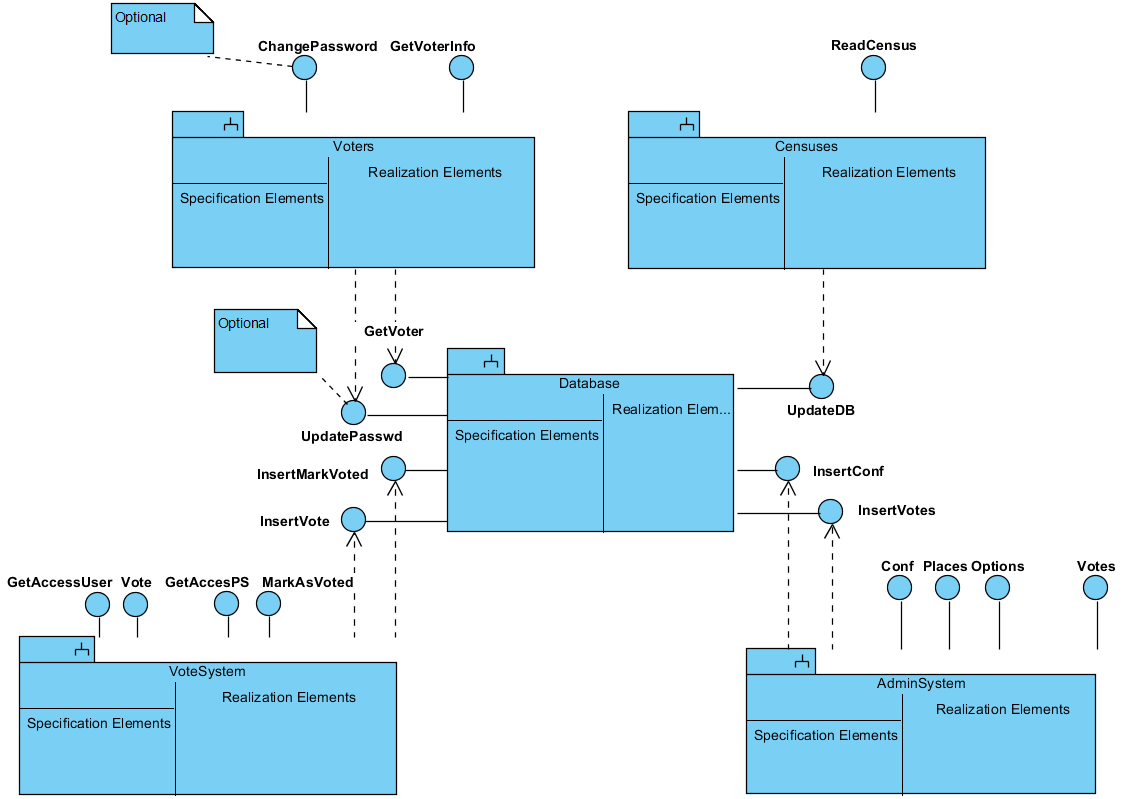 Optional
ChangePassword
GetVoterInfo
ReadCensus
Voters
Realization Elements
Specification Elements
Censuses
Realization Elements
Specification Elements
Optional
GetVoter
Database
Realization Elem...
Specification Elements
UpdatePasswd
UpdateDB
InsertMarkVoted
InsertConf
InsertVote
InsertVotes
GetAccessUser
Vote
GetAccesPS
MarkAsVoted
Conf
Places
Options
Votes
VoteSystem
Realization Elements
Specification Elements
AdminSystem
Realization Elements
Specification Elements